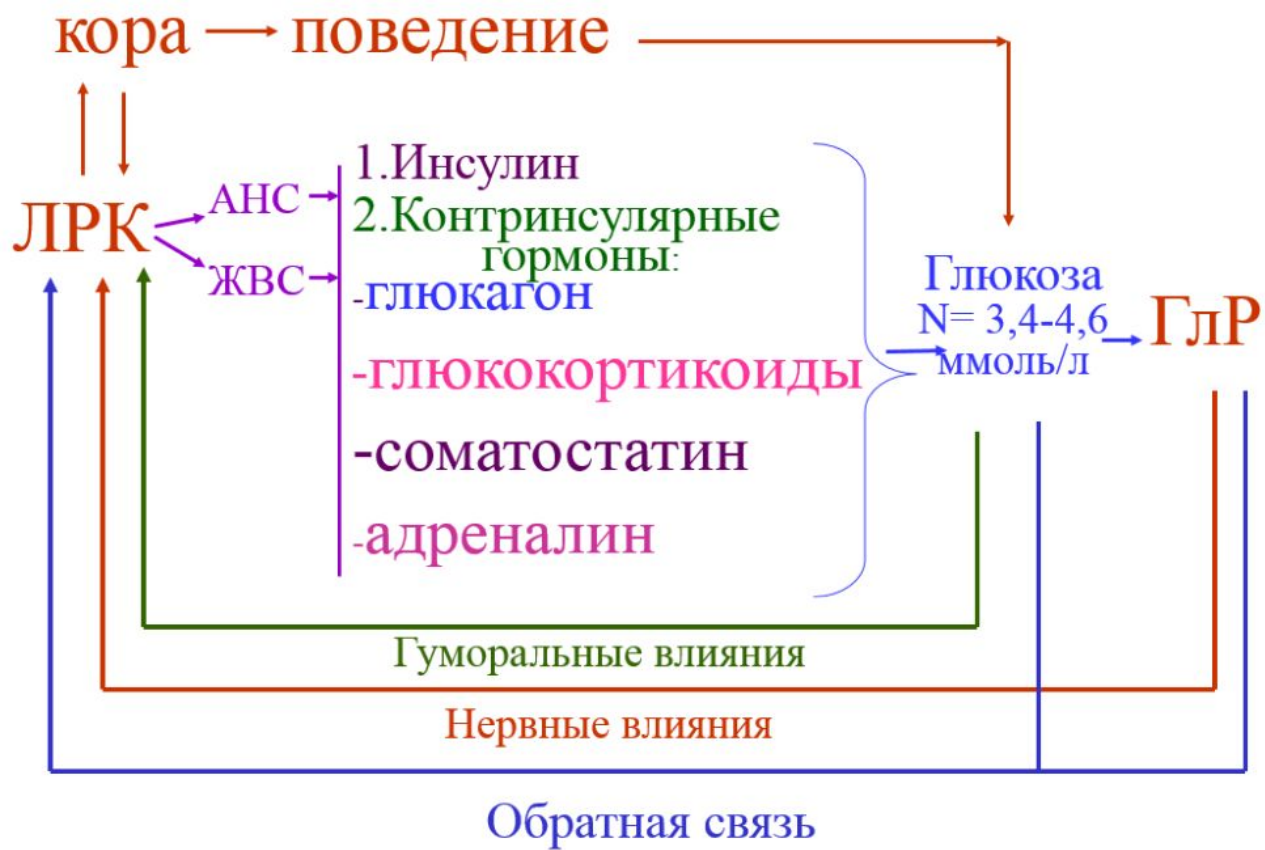 кора поведение
ЛРК
АНС
ЖВС
1.Инсулин
2.Контринсулярные
гормоны:
-глюкагон
-глюкокортикоиды
-соматостатин
-адреналин
Глюкоза
N= 3,4-4,6
ммоль/л
ГлР
Гуморальные влияния
Нервные влияния
Обратная связь